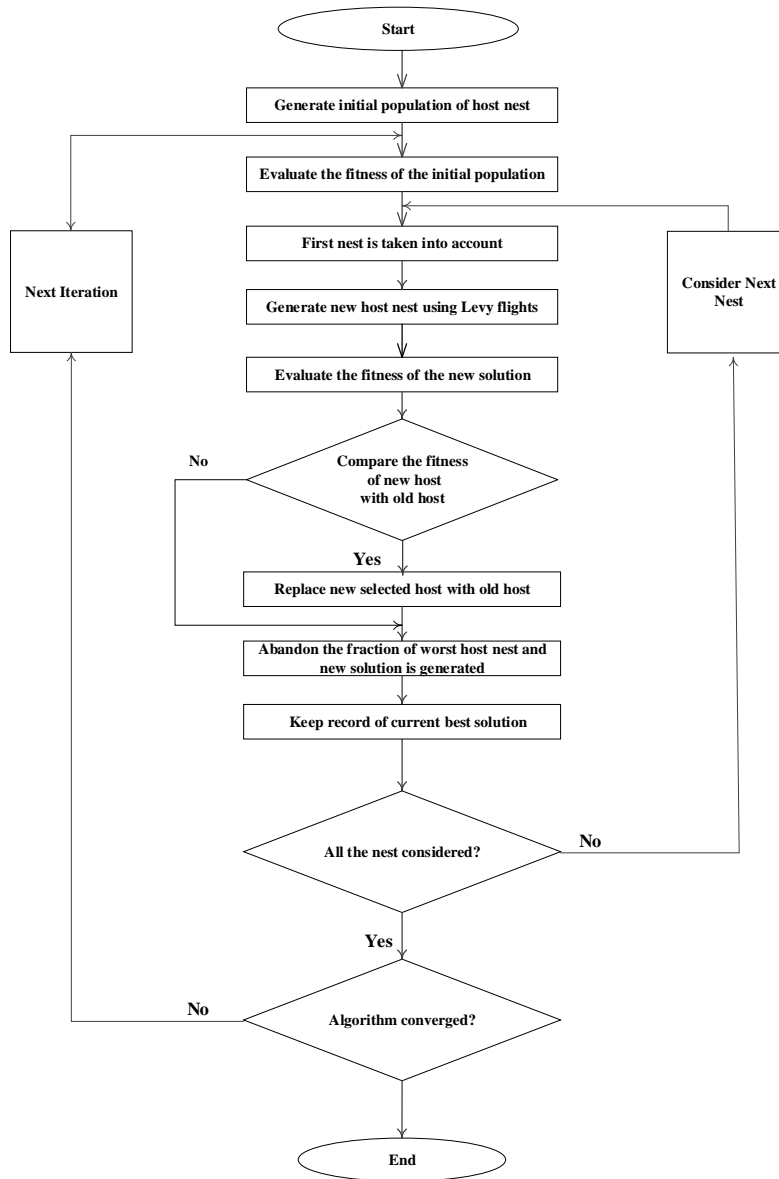 Start
Generate initial population of host nest
Evaluate the fitness of the initial population
First nest is taken into account
Next Iteration
Consider Next
Nest
Generate new host nest using Levy flights
Evaluate the fitness of the new solution
No
Compare the fitness
of new host
with old host
Yes
Replace new selected host with old host
Abandon the fraction of worst host nest and
new solution is generated
Keep record of current best solution
All the nest considered?
No
Yes
No
Algorithm converged?
End